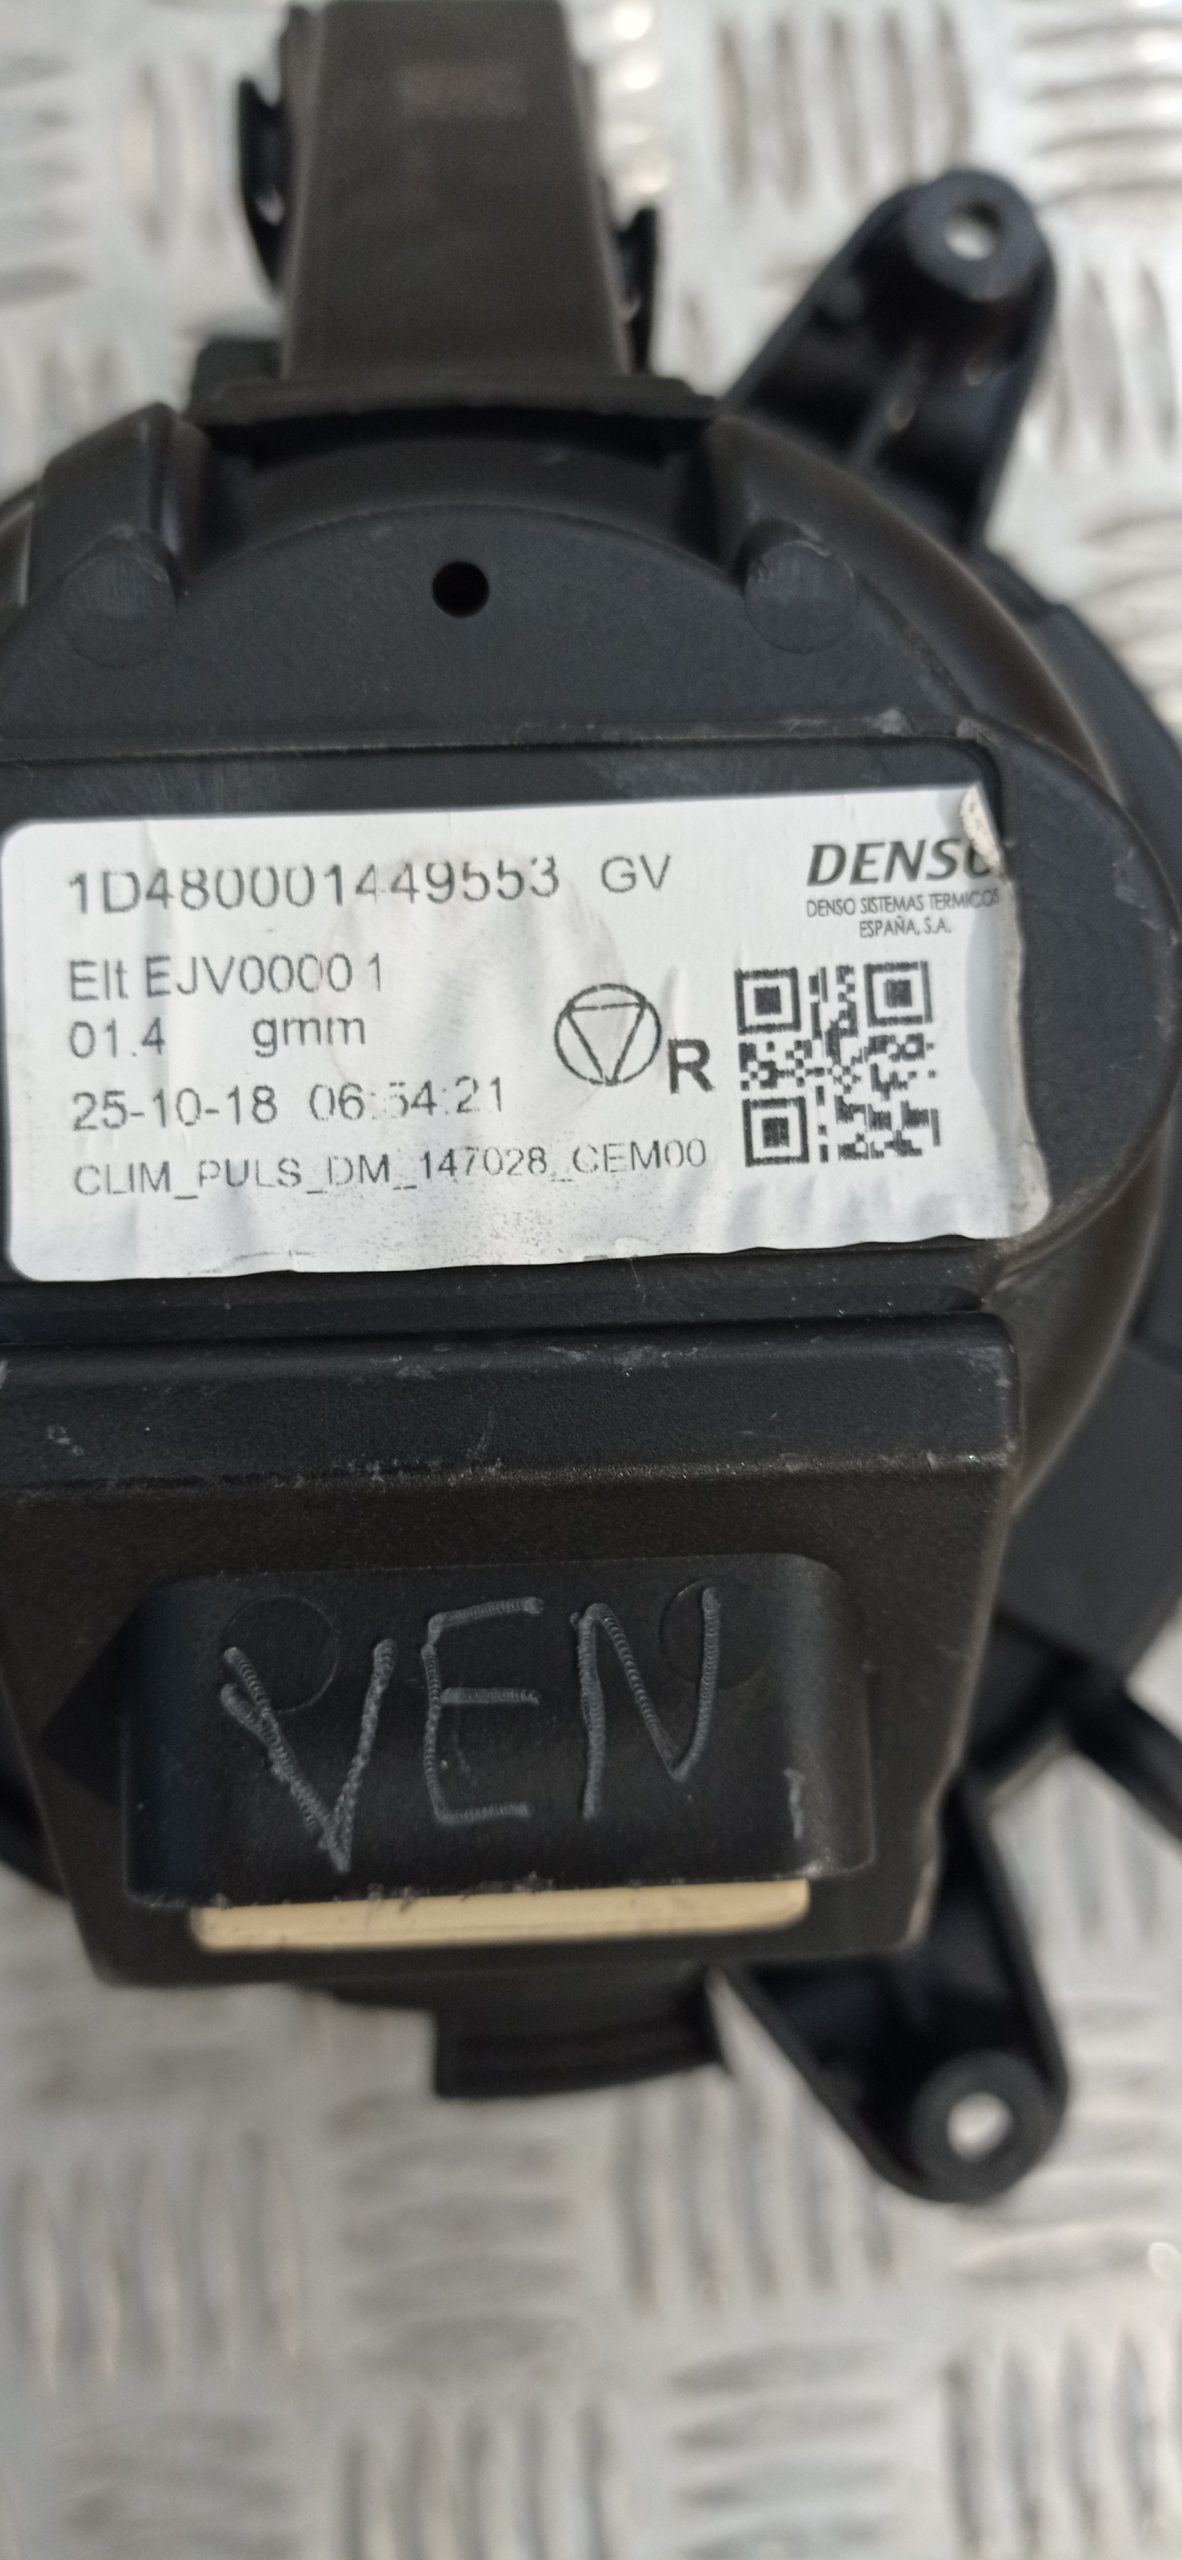 1D480001449553 GV
DENSO
DENSO SISTEMAS TERMICOS
ESPAÑA, S.A.
Elt EJV00001
01.4 gmm
R
25-10-18 06:54:21
CLIM_PULS_DM_147028_CEM00
VEN